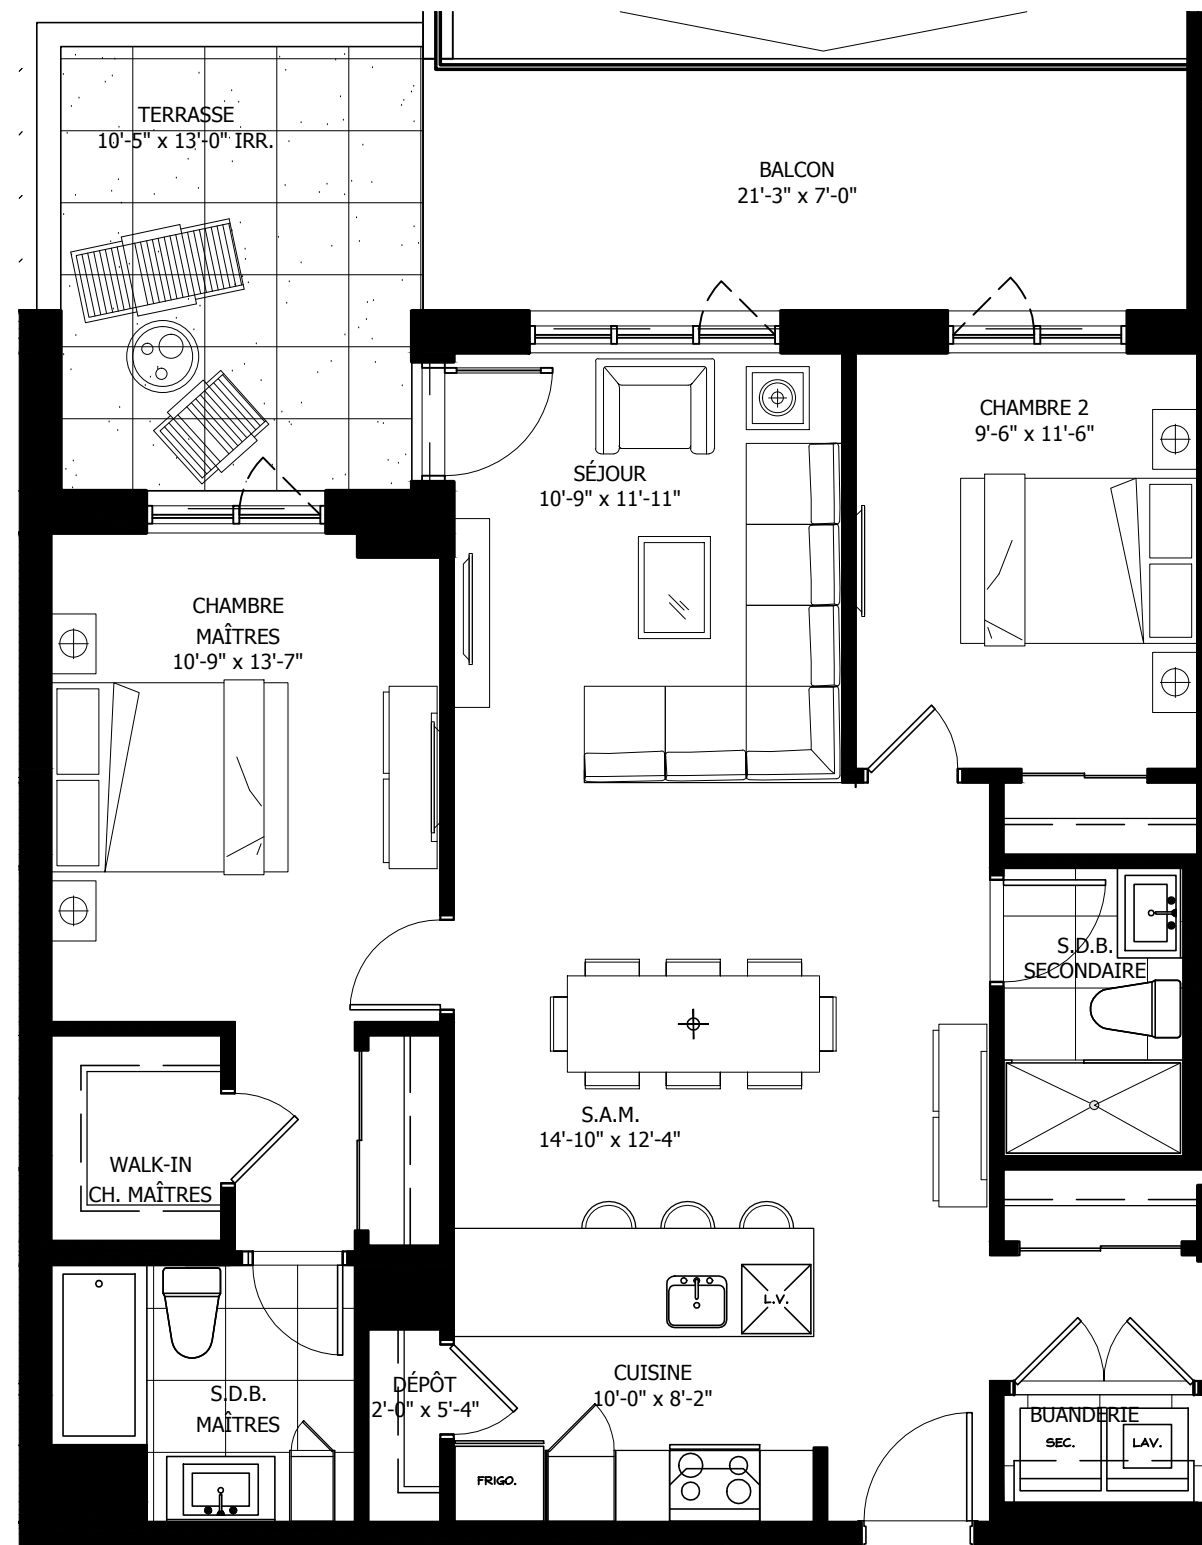 TERRASSE
10'-5" x 13'-0" IRR.
BALCON
21'-3" x 7'-0"
CHAMBRE 2
9'-6" x 11'-6"
SÉJOUR
10'-9" x 11'-11"
CHAMBRE
MAÎTRES
10'-9" x 13'-7"
S.D.B.
SECONDAIRE
S.A.M.
14'-10" x 12'-4"
WALK-IN
CH. MAÎTRES
L.V.
CUISINE
10'-0" x 8'-2"
DÉPÔT
2'-0" x 5'-4"
S.D.B.
MAÎTRES
BUANDERIE
SEC.
LAV.
FRIGO.